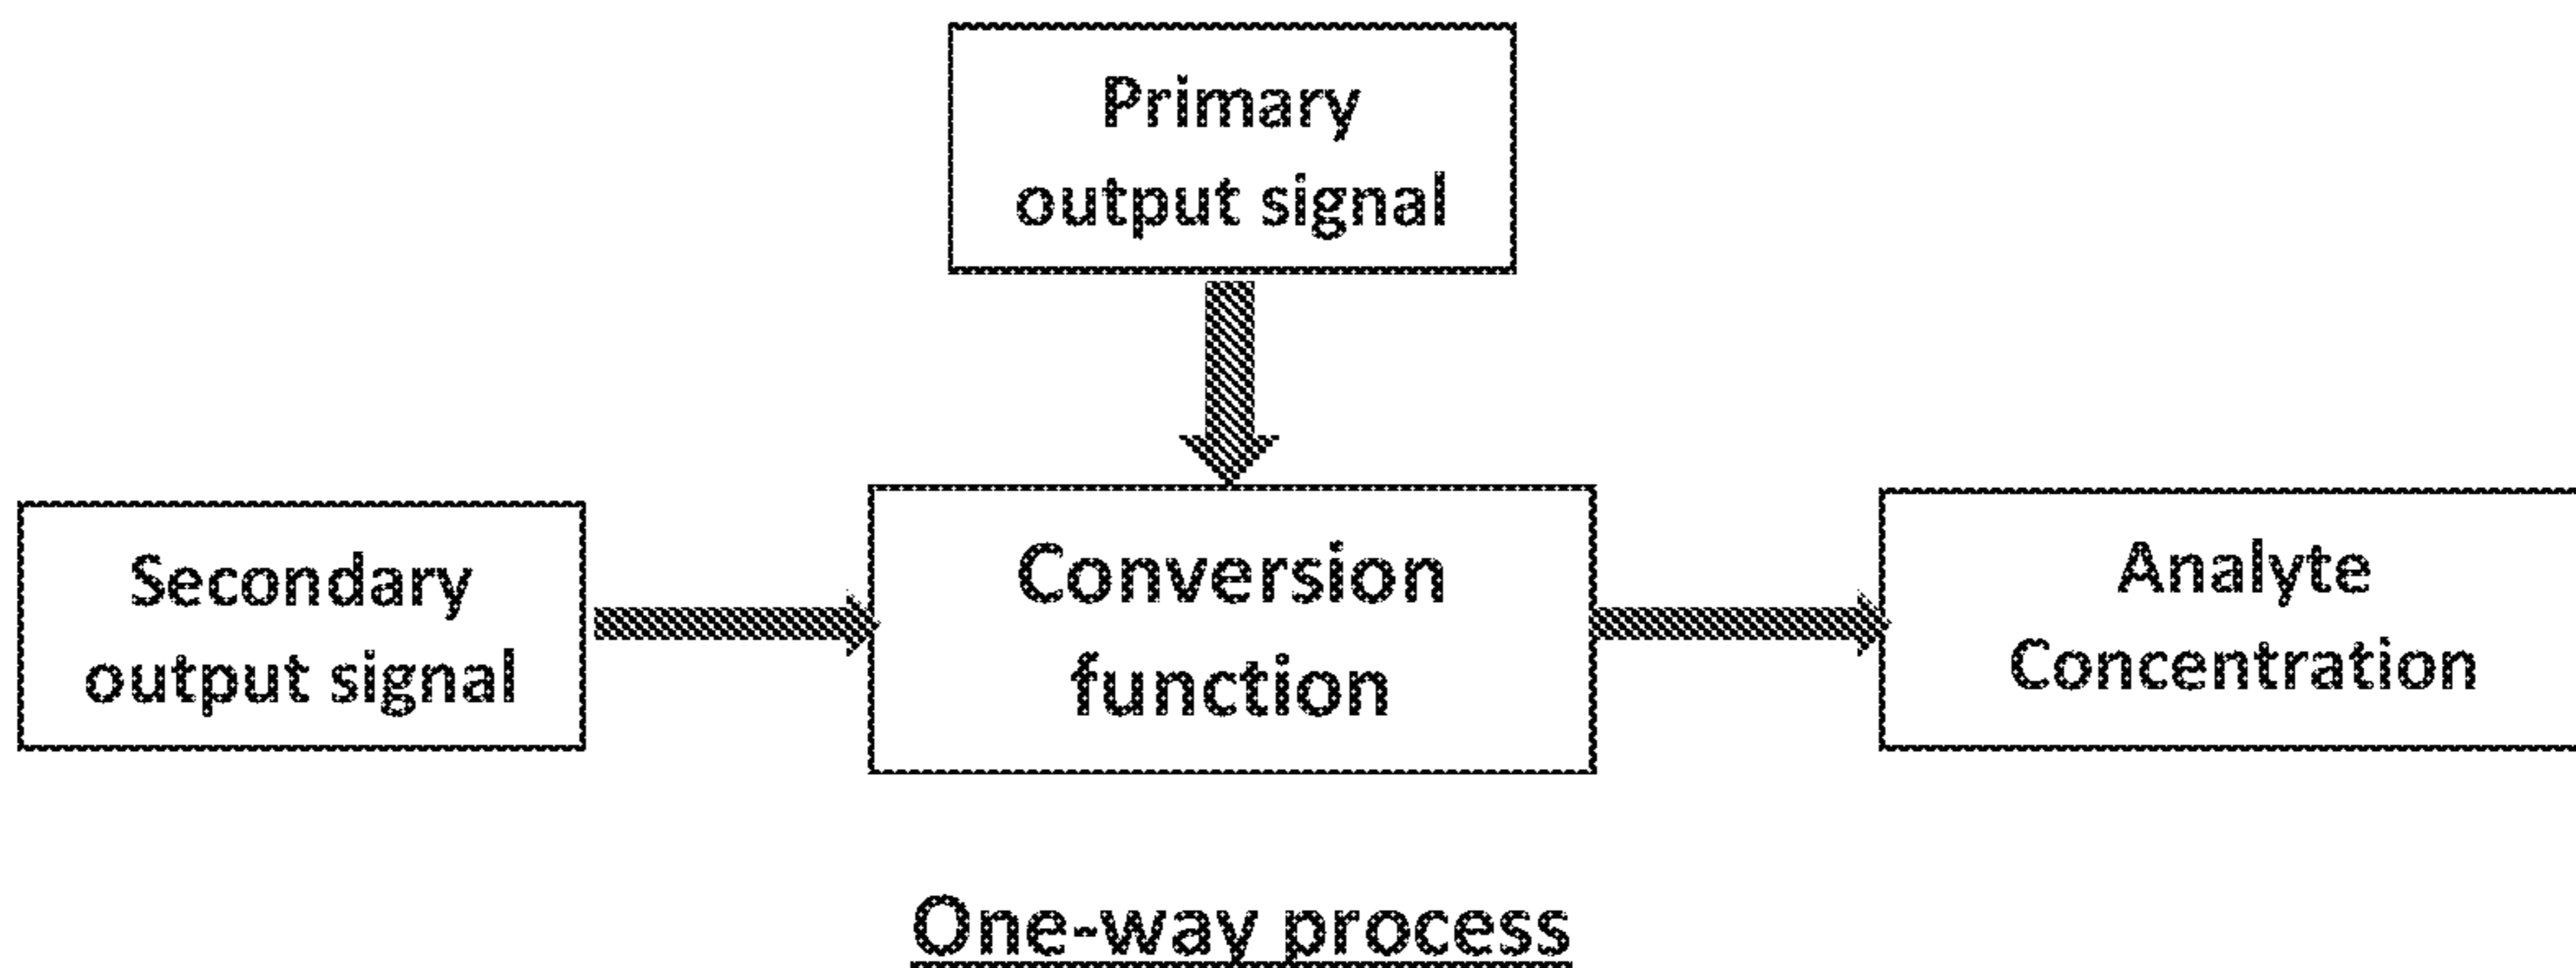 Primary
output signal
Secondary
output signal
Conversion
function
Analyte
Concentration
One-way process